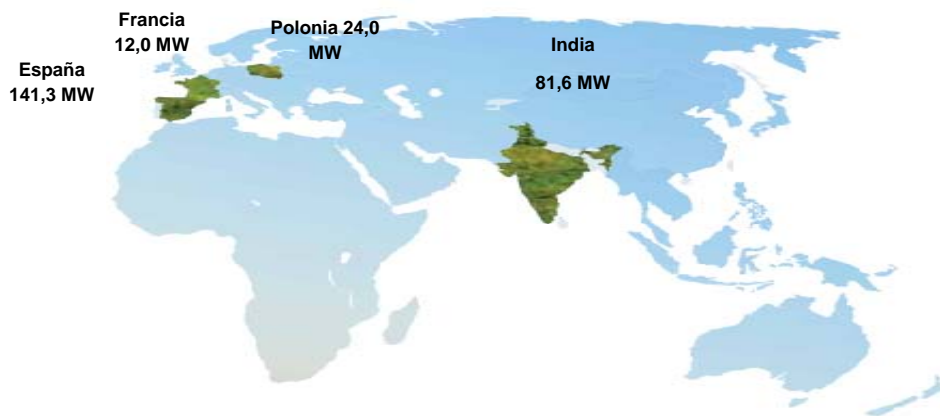 Francia
12,0 MW
Polonia 24,0
MW
India
81,6 MW
España
141,3 MW